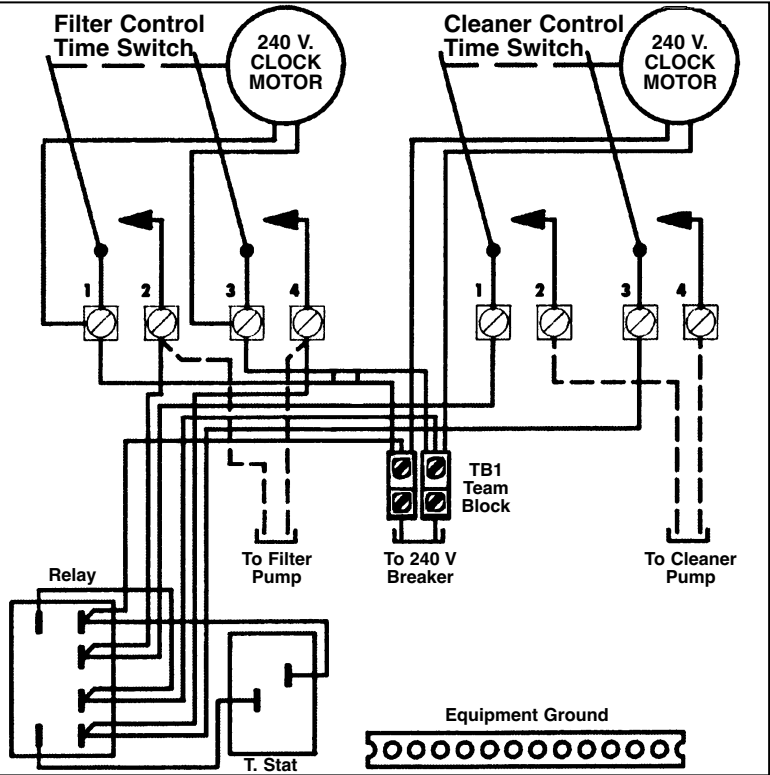 Filter Control
Time Switch
240 V.
CLOCK
MOTOR
Cleaner Control
Time Switch
240 V.
CLOCK
MOTOR
1
2
3
4
1
2
3
4
TB1
Team
Block
To Filter
Pump
To 240 V
Breaker
To Cleaner
Pump
Relay
T. Stat
Equipment Ground